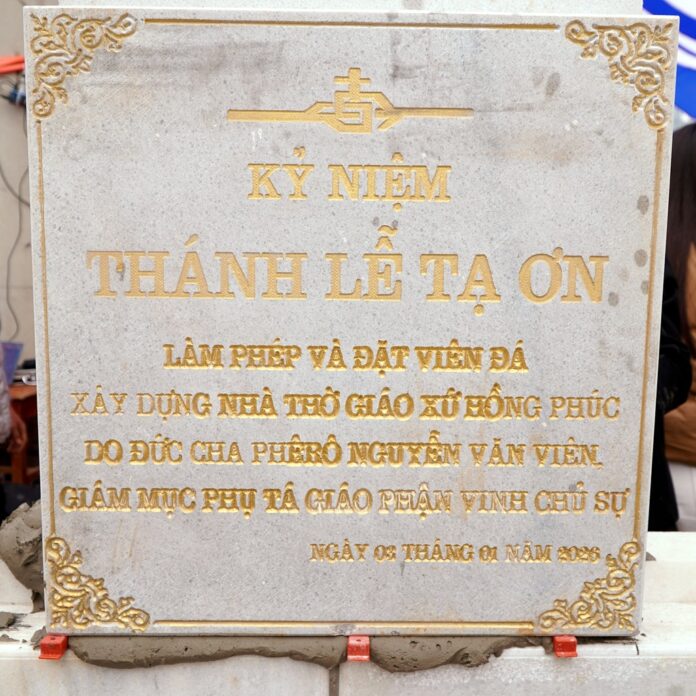 KỶ NIỆM
THÁNH LỄ TẠ ƠN
LÀM PHÉP VÀ ĐẶT VIÊN ĐÁ
XÂY DỰNG NHÀ THỜ GIÁO XỨ HỒNG PHÚC
DO ĐỨC CHA PHÊRÔ NGUYỄN VĂN VIÊN,
GIÁM MỤC PHỤ TÁ GIÁO PHẬN VINH CHỦ SỰ
NGÀY 03 THÁNG 01 NĂM 2026